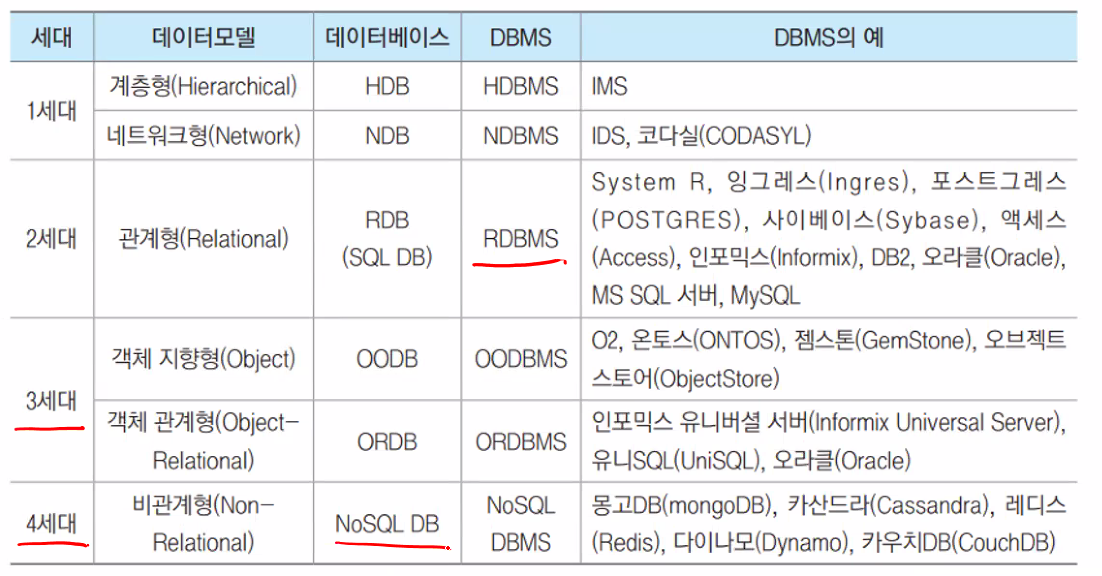 세대 데이터모델 데이터베이스 DBMS DBMS의 예
1세대
계층형(Hierarchical) HDB HDBMS IMS
네트워크형(Network) NDB NDBMS IDS, 코다실(CODASYL)
2세대
관계형(Relational)
RDB
(SQL DB)
RDBMS
System R, 잉그레스(Ingres), 포스트그레스
(POSTGRES), 사이베이스(Sybase), 액세스
(Access), 인포믹스(Informix), DB2, 오라클(Oracle),
MS SQL 서버, MySQL
3세대
객체 지향형(Object) OODB OODBMS
O2, 온토스(ONTOS), 젬스톤(GemStone), 오브젝트
스토어(ObjectStore)
객체 관계형(Object-
Relational)
ORDB ORDBMS
인포믹스 유니버셜 서버(Informix Universal Server),
유니SQL(UniSQL), 오라클(Oracle)
4세대
비관계형(Non-
Relational)
NoSQL DB
NoSQL
DBMS
몽고DB(mongoDB), 카산드라(Cassandra), 레디스
(Redis), 다이나모(Dynamo), 카우치DB(CouchDB)